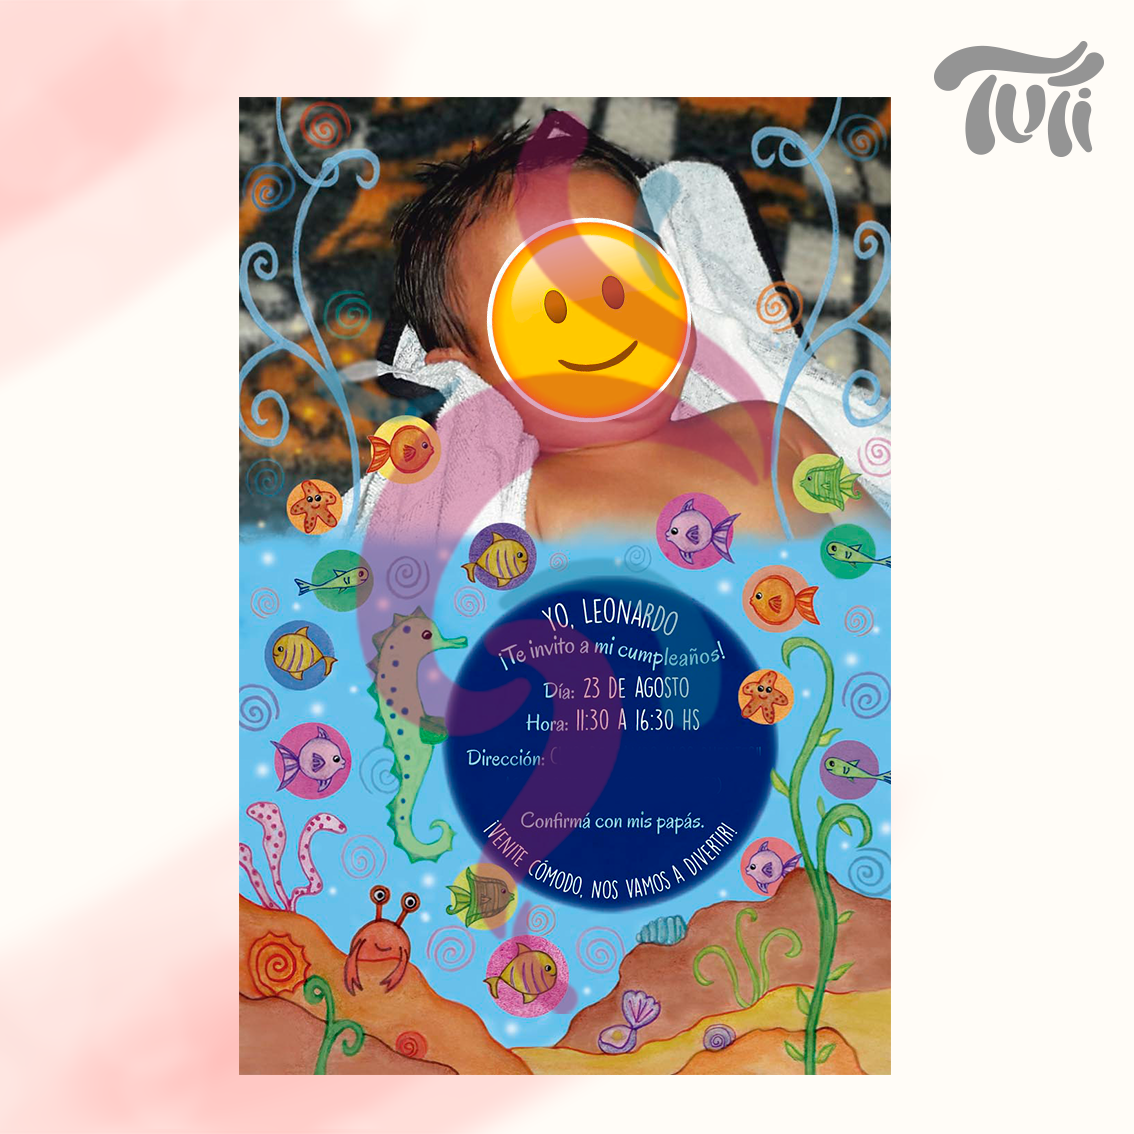 TUTi
YO, LEONARDO
¡Te invito a mi cumpleaños!
Día: 23 DE AGOSTO
Hora: 11:30 A 16:30 HS
Dirección:
Confirmá con mis papás.
¡VENITE CÓMODO, NOS VAMOS A DIVERTIR!